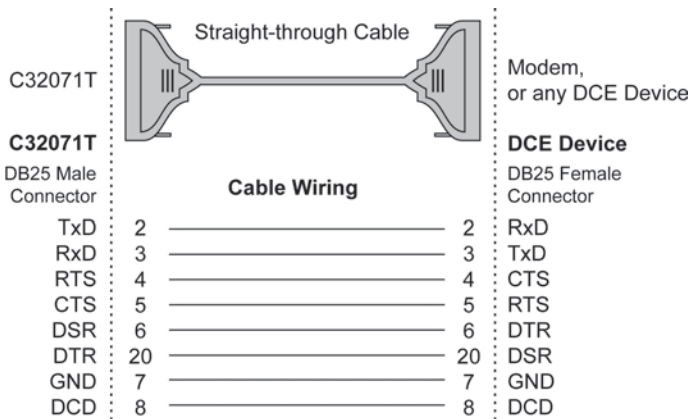 Straight-through Cable
C32071T
Modem,
or any DCE Device
C32071T
DCE Device
DB25 Male
Connector
Cable Wiring
DB25 Female
Connector
TxD 2 2 RxD
RxD 3 3 TxD
RTS 4 4 CTS
CTS 5 5 RTS
DSR 6 6 DTR
DTR 20 20 DSR
GND 7 7 GND
DCD 8 8 DCD